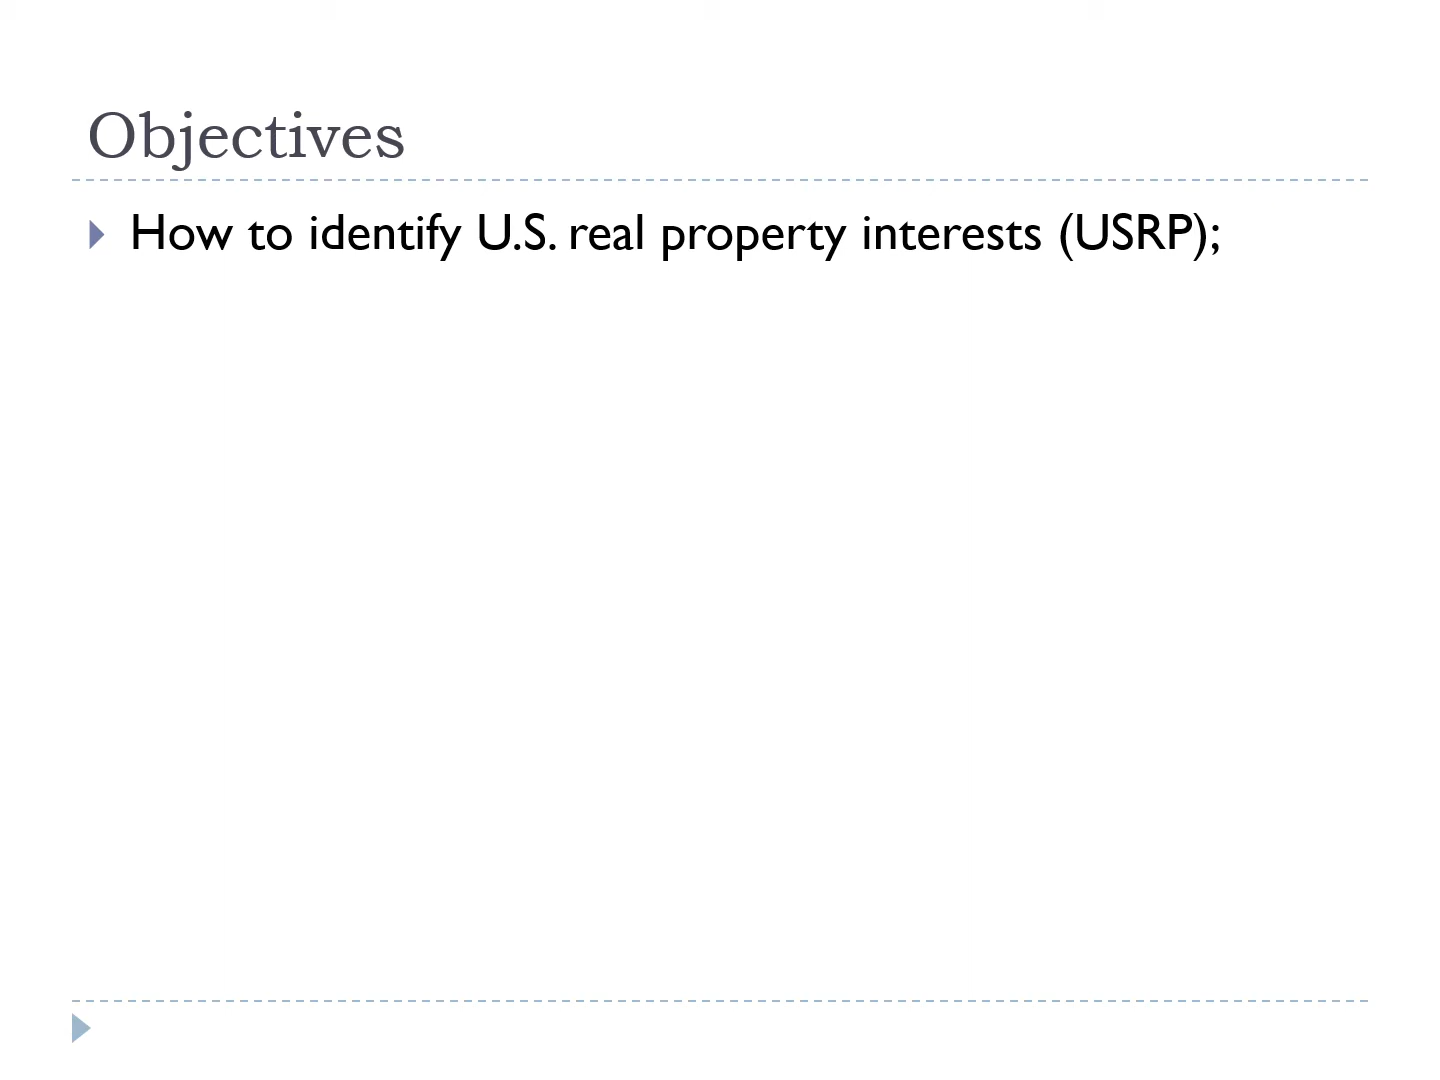 Objectives
How to identify U.S. real property interests (USRP);